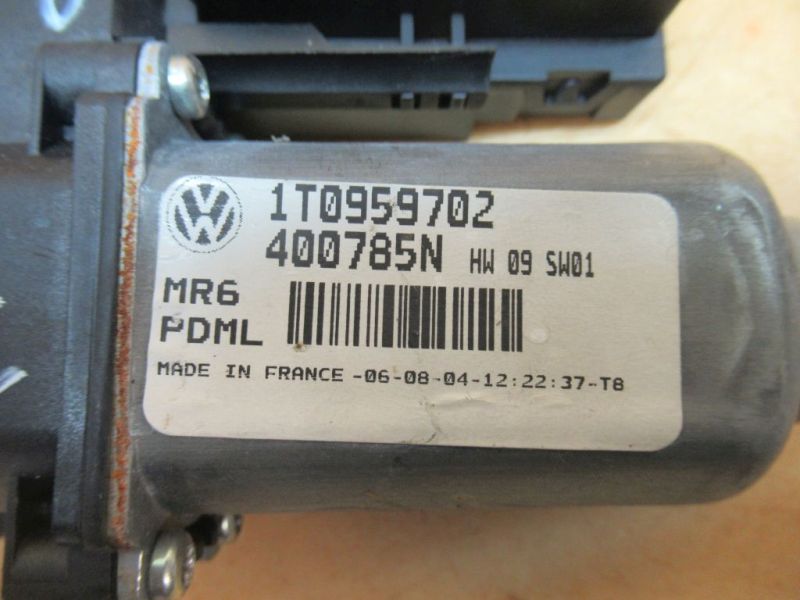 1T0959702
400785N HW 09 SW01
MR6
PDML
MADE IN FRANCE -06-08-04-12:22:37-T8